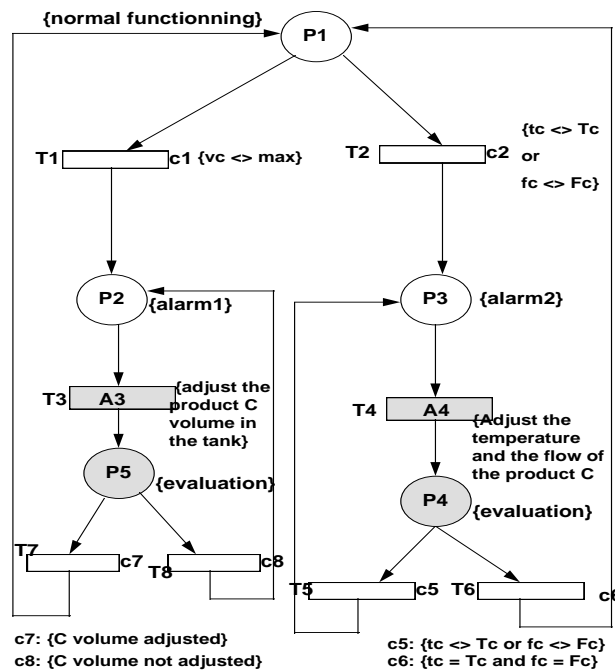 {normal functionning}
P1
T1
c1 {vc <> max}
T2
c2
{tc <> Tc
or
fc <> Fc}
P2
{alarm1}
P3
{alarm2}
T3
A3
{adjust the
product C
volume in
the tank}
T4
A4
{Adjust the
temperature
and the flow of
the product C
P5
{evaluation}
P4
{evaluation}
T7
c7
T8
c8
T5
c5
T6
c6
c7: {C volume adjusted}
c8: {C volume not adjusted}
c5: {tc <> Tc or fc <> Fc}
c6: {tc = Tc and fc = Fc}